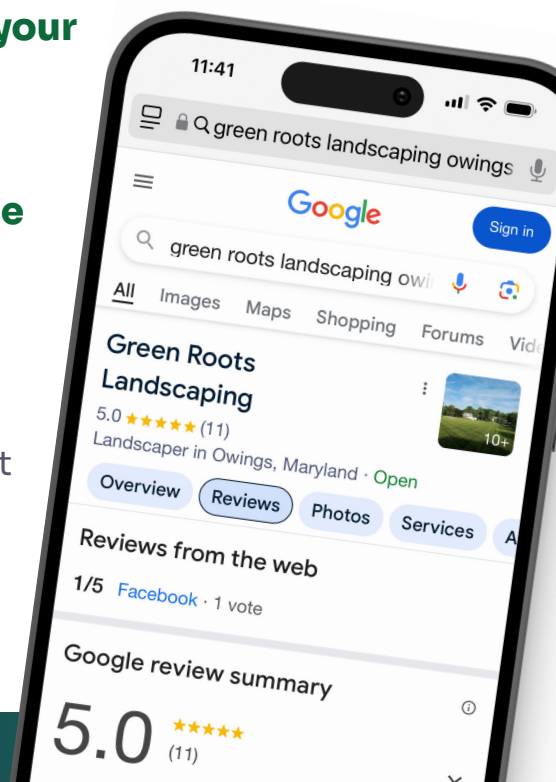 your
e
t
11:41
green roots landscaping owings
Google
Sign in
green roots landscaping owi
All Images Maps Shopping Forums Vid
Green Roots
Landscaping
10+
5.0 (11)
Landscaper in Owings, Maryland · Open
Overview Reviews Photos Services A
Reviews from the web
1/5 Facebook · 1 vote
Google review summary
5.0
(11)